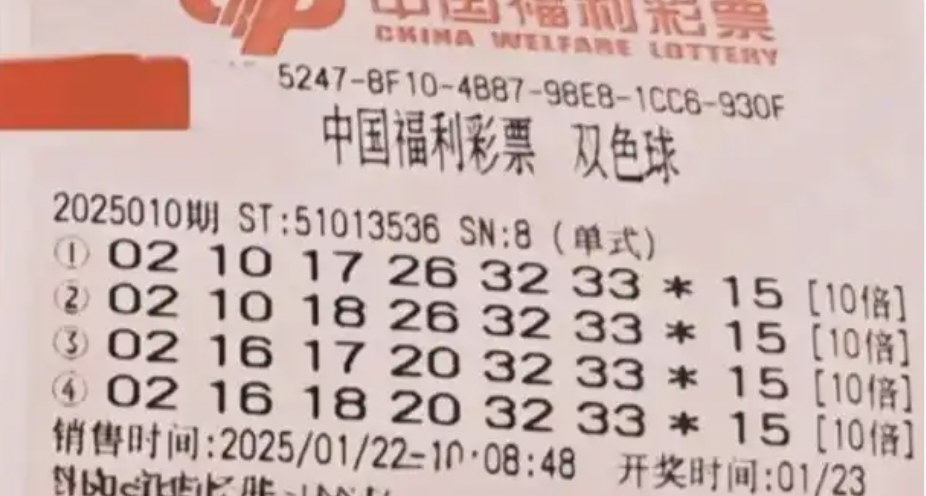 中国福利彩票
CHINA WELFARE LOTTERY
5247-8F10-4B87-98E8-1CC6-930F
中国福利彩票 双色球
2025010期 ST:51013536 SN:8 (单式)
① 02 10 17 26 32 33 * 15 [10倍]
② 02 10 18 26 32 33 * 15 [10倍]
③ 02 16 17 20 32 33 * 15 [10倍]
④ 02 16 18 20 32 33 * 15 [10倍]
销售时间:2025/01/22-10:08:48 开奖时间:01/23